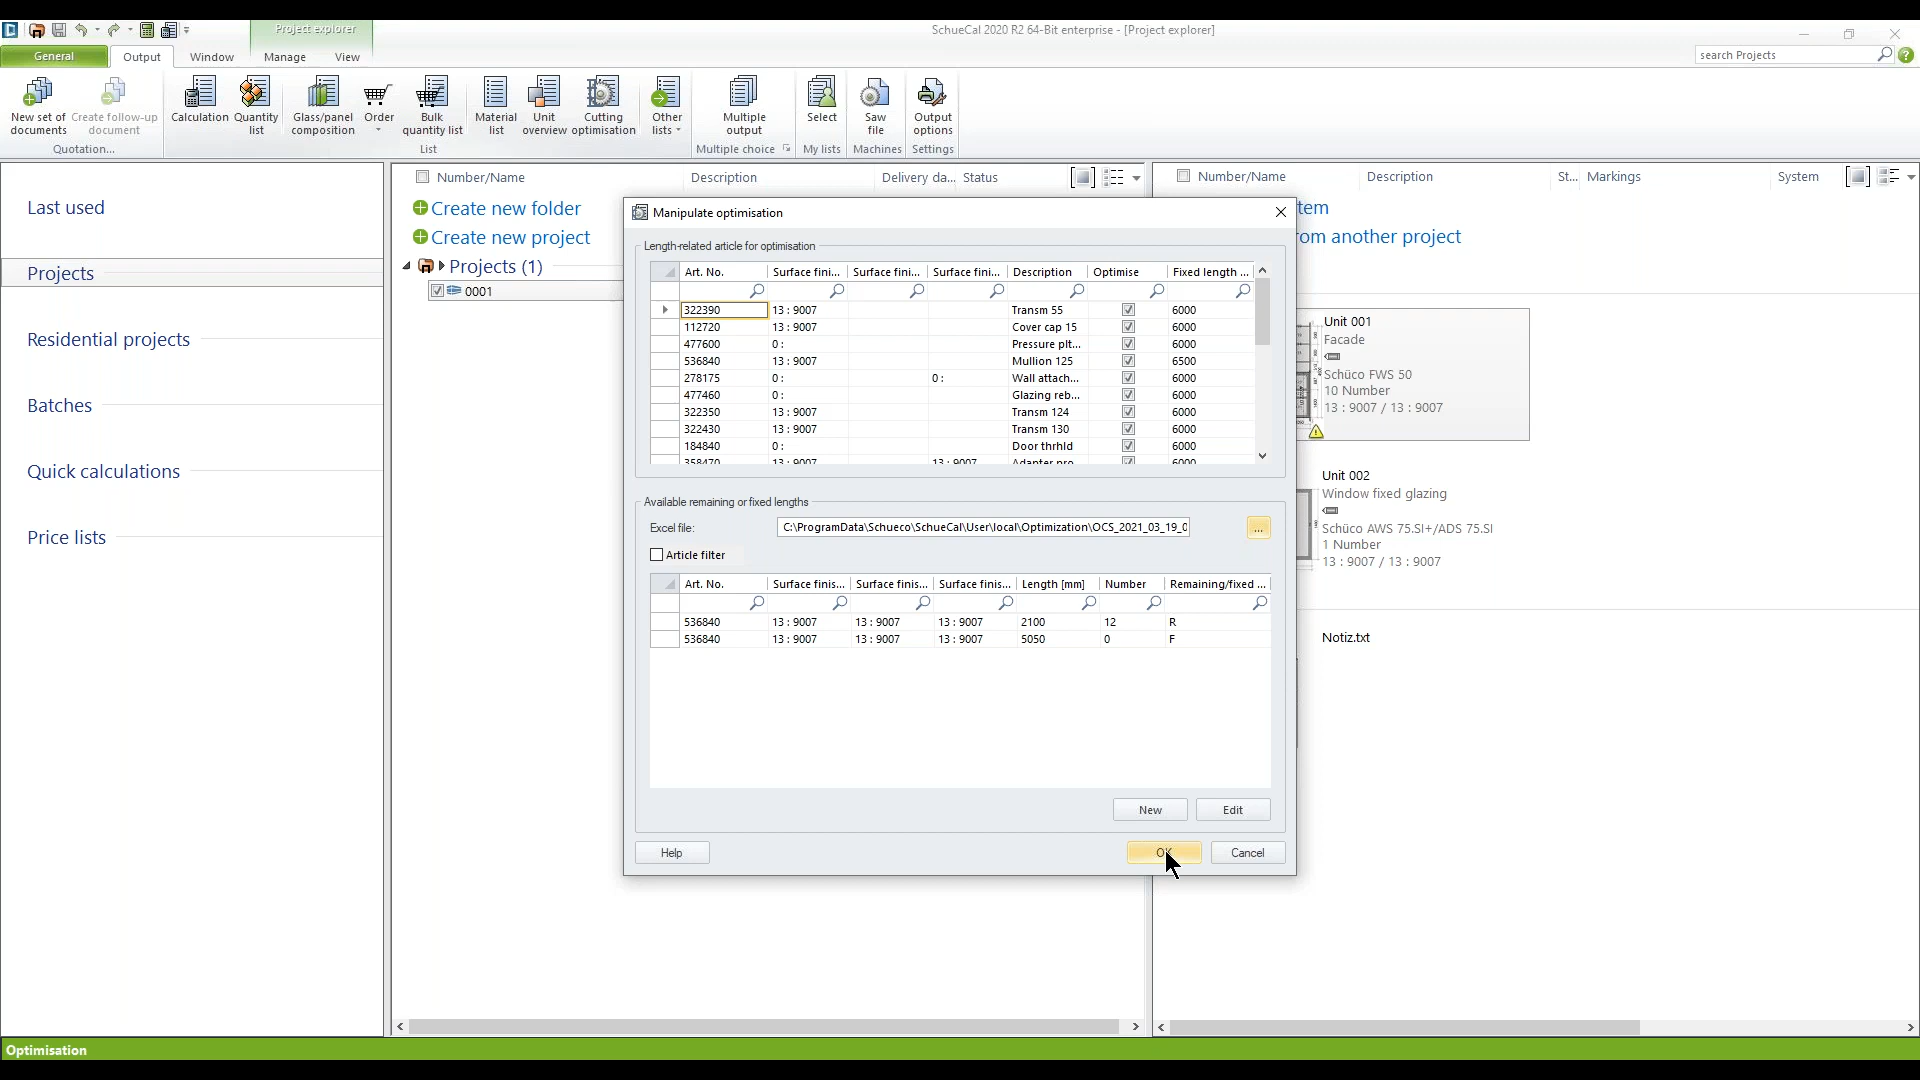 Project explorer
SchueCal 2020 R2 64-Bit enterprise - [Project explorer]
General Output Window Manage View
search Projects
New set of documents
Create follow-up document
Calculation
Quantity list
Glass/panel composition
Order
Bulk quantity list
Material list
Unit overview
Cutting optimisation
Other lists
Multiple output
Select
Saw file
Output options
Quotation... List Multiple choice My lists Machines Settings
Last used
Projects
Residential projects
Batches
Quick calculations
Price lists
Number/Name Description Delivery da... Status
Create new folder
Create new project
Projects (1)
0001
Number/Name Description St... Markings System
tem
rom another project
Unit 001
Facade
Schüco FWS 50
10 Number
13 : 9007 / 13 : 9007
Unit 002
Window fixed glazing
Schüco AWS 75.SI+/ADS 75.SI
1 Number
13 : 9007 / 13 : 9007
Notiz.txt
Manipulate optimisation
Length-related article for optimisation
Art. No. Surface fini... Surface fini... Surface fini... Description Optimise Fixed length ...
322390 13 : 9007 Transm 55 6000
112720 13 : 9007 Cover cap 15 6000
477600 0 : Pressure plt... 6000
536840 13 : 9007 Mullion 125 6500
278175 0 : 0 : Wall attach... 6000
477460 0 : Glazing reb... 6000
322350 13 : 9007 Transm 124 6000
322430 13 : 9007 Transm 130 6000
184840 0 : Door thrhld 6000
358470 13 : 9007 13 : 9007 Adapter pro... 6000
Available remaining or fixed lengths
Excel file: C:\ProgramData\Schueco\SchueCal\User\local\Optimization\OCS_2021_03_19_0 ...
Article filter
Art. No. Surface finis... Surface finis... Surface finis... Length [mm] Number Remaining/fixed ...
536840 13 : 9007 13 : 9007 13 : 9007 2100 12 R
536840 13 : 9007 13 : 9007 13 : 9007 5050 0 F
New Edit
Help OK Cancel
Optimisation